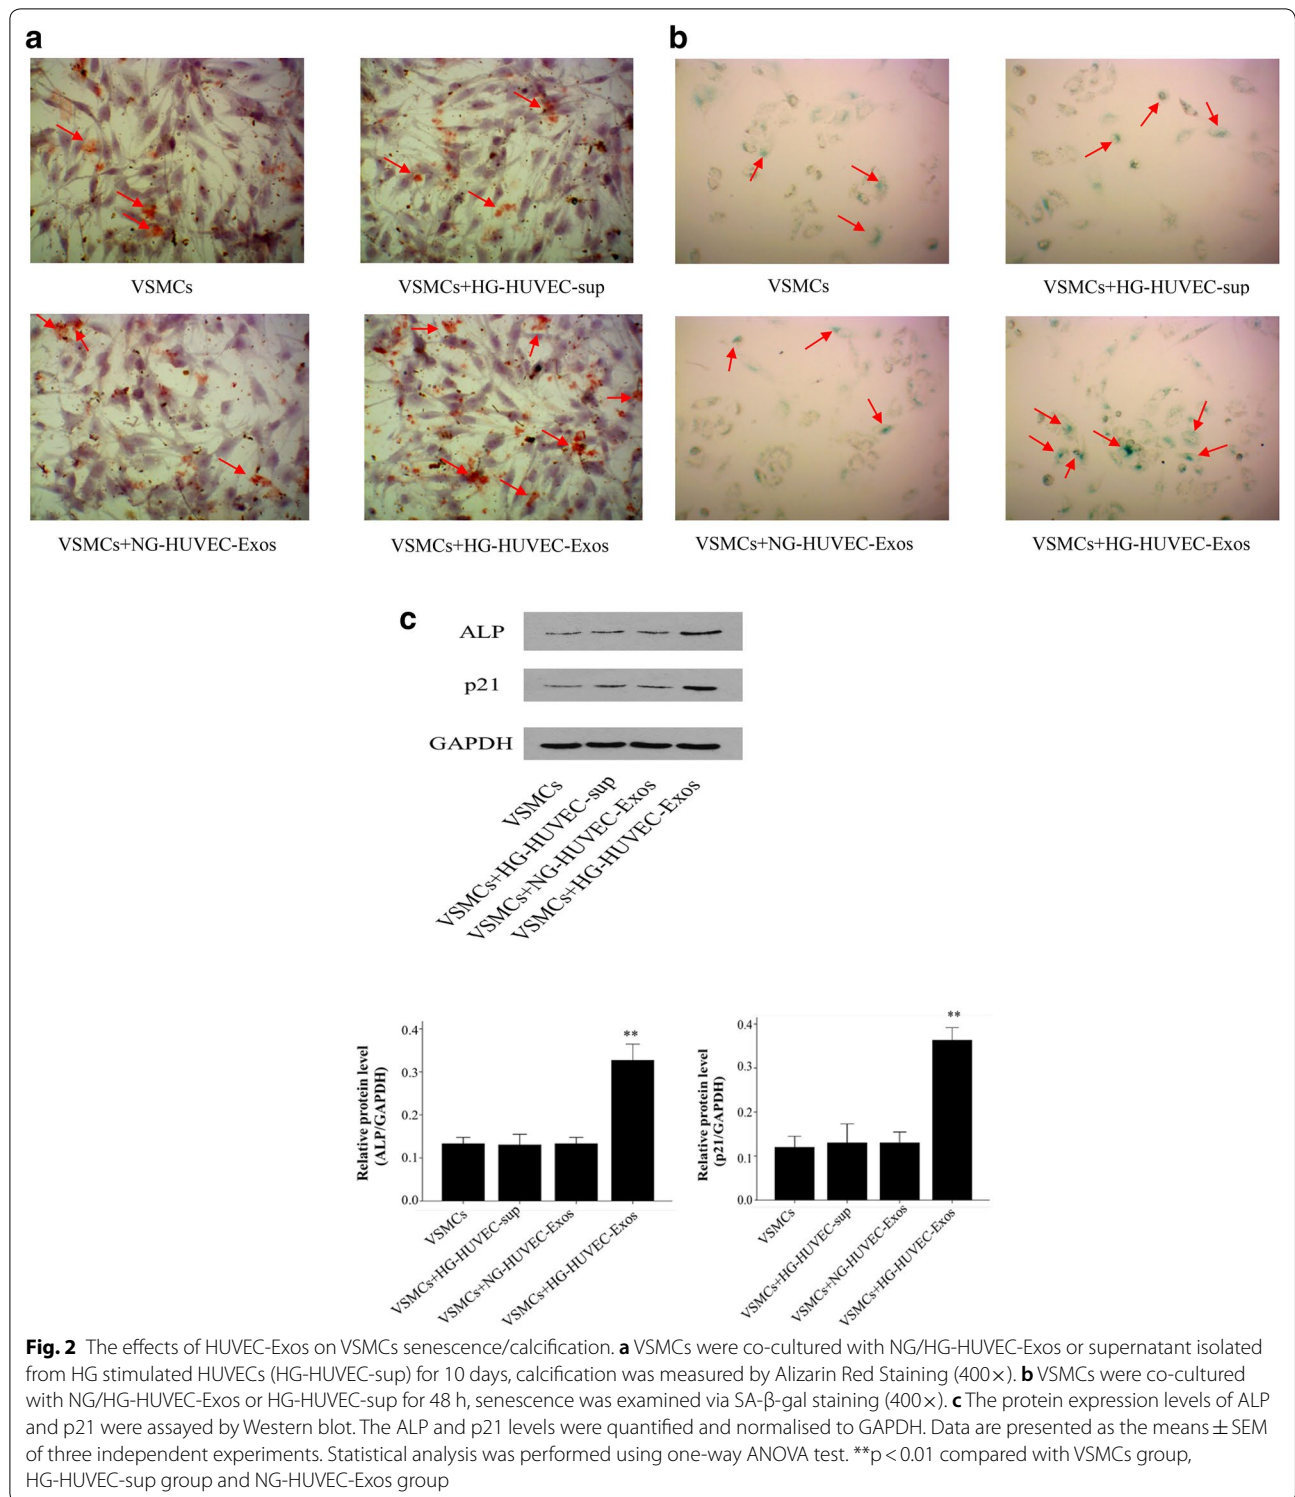 a
b
VSMCs
VSMCs+HG-HUVEC-sup
VSMCs
VSMCs+HG-HUVEC-sup
VSMCs+NG-HUVEC-Exos
VSMCs+HG-HUVEC-Exos
VSMCs+NG-HUVEC-Exos
VSMCs+HG-HUVEC-Exos
c
ALP
p21
GAPDH
VSMCs
VSMCs+HG-HUVEC-sup
VSMCs+NG-HUVEC-Exos
VSMCs+HG-HUVEC-Exos
Relative protein level
(ALP/GAPDH)
0.4
0.3
0.2
0.1
0.0
**
VSMCs
VSMCs+HG-HUVEC-sup
VSMCs+NG-HUVEC-Exos
VSMCs+HG-HUVEC-Exos
Relative protein level
(p21/GAPDH)
0.4
0.3
0.2
0.1
0.0
**
VSMCs
VSMCs+HG-HUVEC-sup
VSMCs+NG-HUVEC-Exos
VSMCs+HG-HUVEC-Exos
Fig. 2 The effects of HUVEC-Exos on VSMCs senescence/calcification. a VSMCs were co-cultured with NG/HG-HUVEC-Exos or supernatant isolated
from HG stimulated HUVECs (HG-HUVEC-sup) for 10 days, calcification was measured by Alizarin Red Staining (400×). b VSMCs were co-cultured
with NG/HG-HUVEC-Exos or HG-HUVEC-sup for 48 h, senescence was examined via SA-β-gal staining (400×). c The protein expression levels of ALP
and p21 were assayed by Western blot. The ALP and p21 levels were quantified and normalised to GAPDH. Data are presented as the means ± SEM
of three independent experiments. Statistical analysis was performed using one-way ANOVA test. **p < 0.01 compared with VSMCs group,
HG-HUVEC-sup group and NG-HUVEC-Exos group